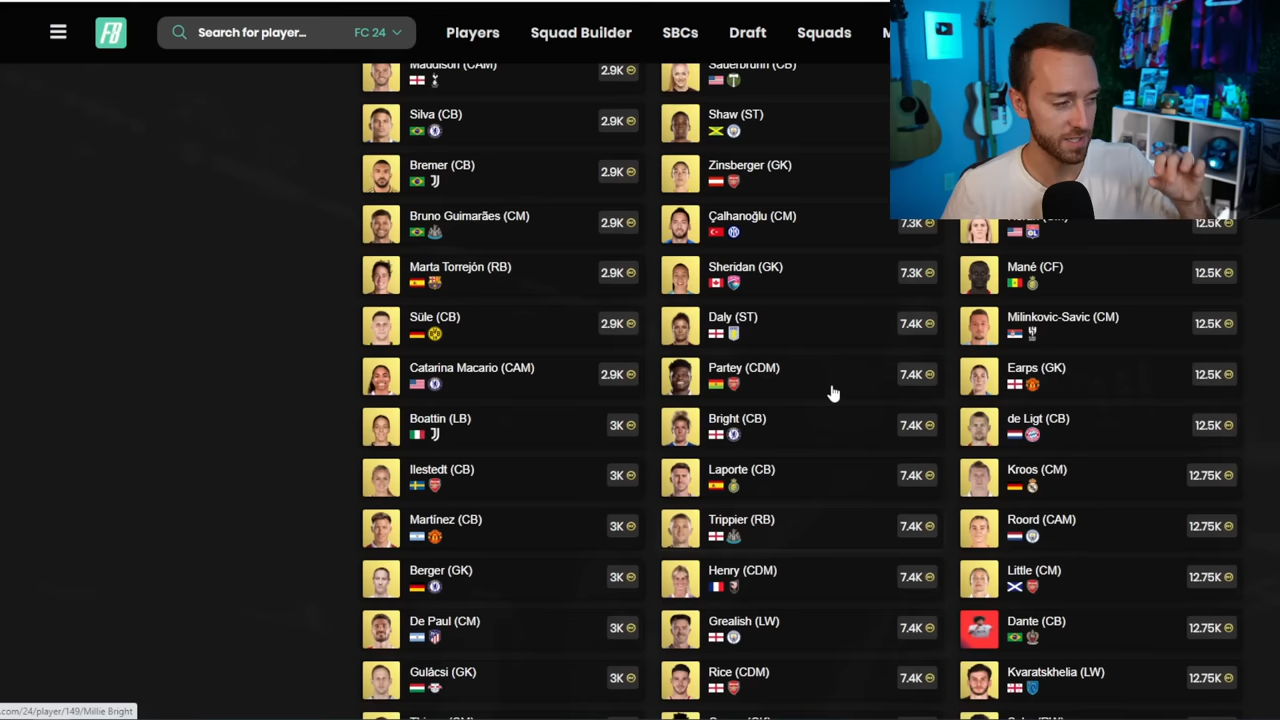 FB
Search for player...
FC 24
Players
Squad Builder
SBCs
Draft
Squads
M
Maddison (CAM)
2.9K
Silva (CB)
2.9K
Bremer (CB)
2.9K
Bruno Guimarães (CM)
2.9K
Marta Torrejón (RB)
2.9K
Süle (CB)
2.9K
Catarina Macario (CAM)
2.9K
Boattin (LB)
3K
Ilestedt (CB)
3K
Martínez (CB)
3K
Berger (GK)
3K
De Paul (CM)
3K
Gulácsi (GK)
3K
Sauerbrunn (CB)
Shaw (ST)
Zinsberger (GK)
Çalhanoğlu (CM)
7.3K
Sheridan (GK)
7.3K
Daly (ST)
7.4K
Partey (CDM)
7.4K
Bright (CB)
7.4K
Laporte (CB)
7.4K
Trippier (RB)
7.4K
Henry (CDM)
7.4K
Grealish (LW)
7.4K
Rice (CDM)
7.4K
12.5K
Mané (CF)
12.5K
Milinkovic-Savic (CM)
12.5K
Earps (GK)
12.5K
de Ligt (CB)
12.5K
Kroos (CM)
12.75K
Roord (CAM)
12.75K
Little (CM)
12.75K
Dante (CB)
12.75K
Kvaratskhelia (LW)
12.75K
.com/24/player/149/Millie Bright